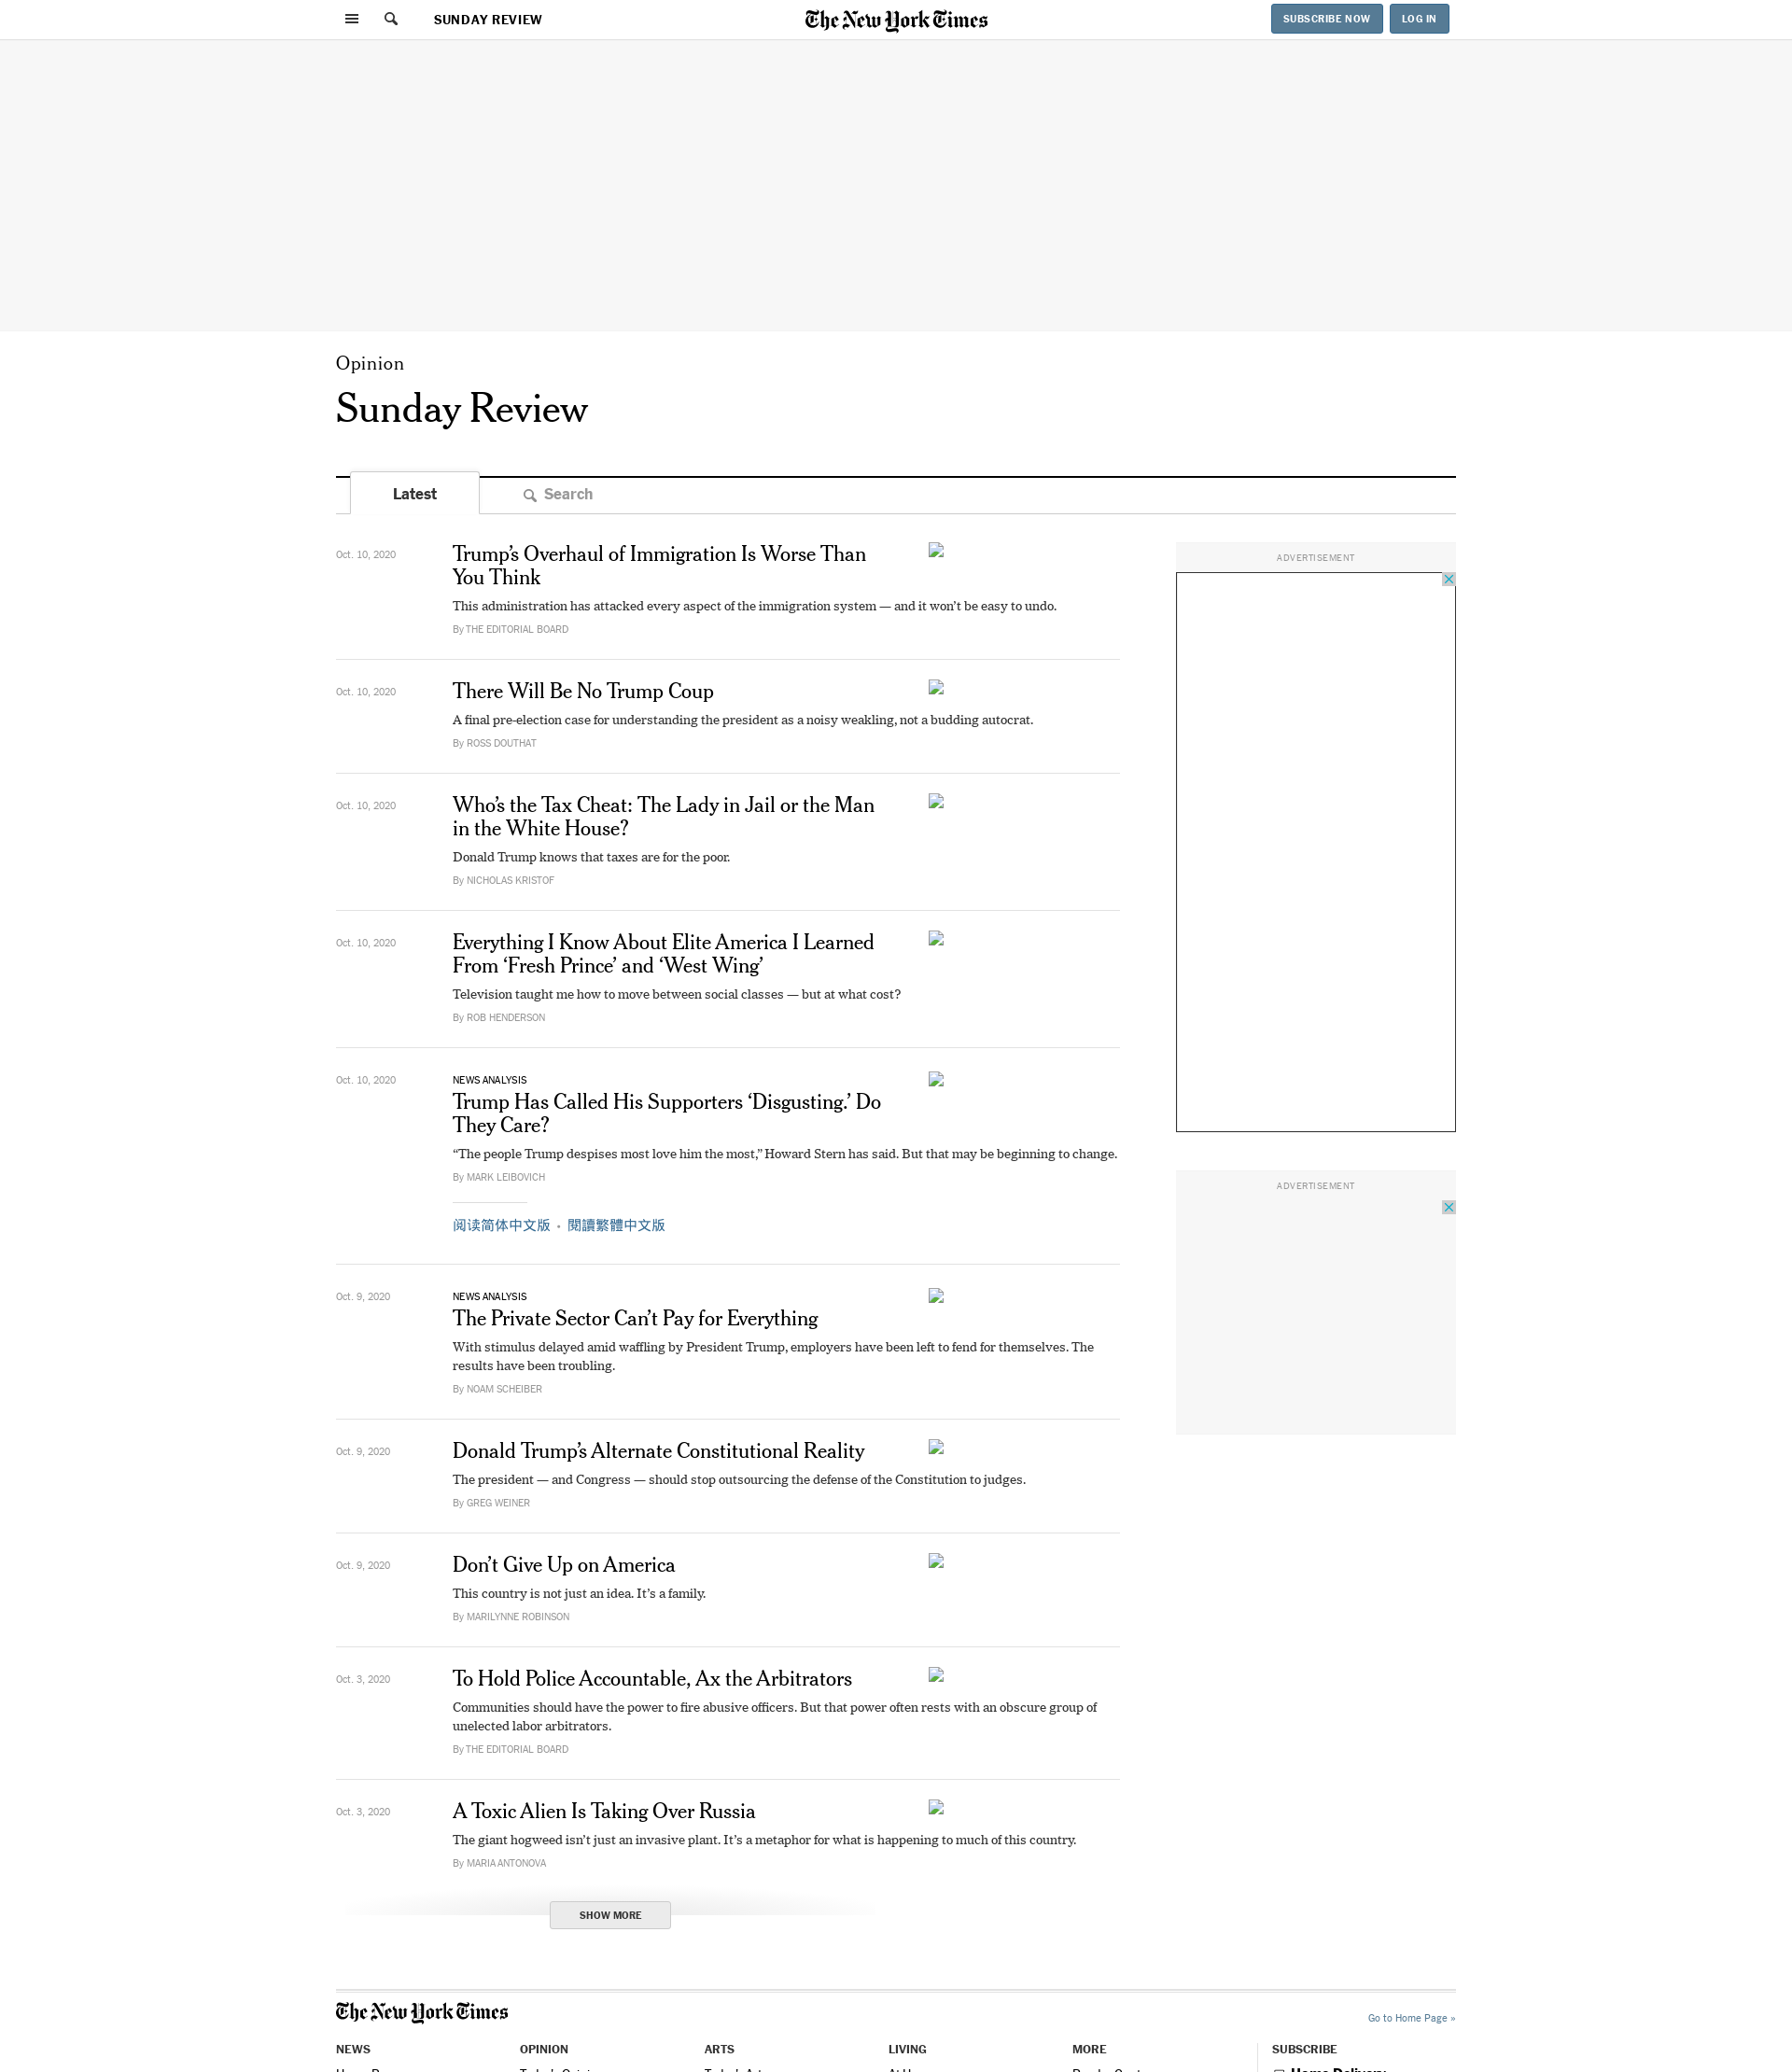 SUNDAY REVIEW
The New York Times
SUBSCRIBE NOW
LOG IN
Opinion
Sunday Review
Latest
Search
Oct. 10, 2020
Trump’s Overhaul of Immigration Is Worse Than
You Think
This administration has attacked every aspect of the immigration system — and it won’t be easy to undo.
By THE EDITORIAL BOARD
Oct. 10, 2020
There Will Be No Trump Coup
A final pre-election case for understanding the president as a noisy weakling, not a budding autocrat.
By ROSS DOUTHAT
Oct. 10, 2020
Who’s the Tax Cheat: The Lady in Jail or the Man
in the White House?
Donald Trump knows that taxes are for the poor.
By NICHOLAS KRISTOF
Oct. 10, 2020
Everything I Know About Elite America I Learned
From ‘Fresh Prince’ and ‘West Wing’
Television taught me how to move between social classes — but at what cost?
By ROB HENDERSON
Oct. 10, 2020
NEWS ANALYSIS
Trump Has Called His Supporters ‘Disgusting.’ Do
They Care?
“The people Trump despises most love him the most,” Howard Stern has said. But that may be beginning to change.
By MARK LEIBOVICH
阅读简体中文版 • 閱讀繁體中文版
Oct. 9, 2020
NEWS ANALYSIS
The Private Sector Can’t Pay for Everything
With stimulus delayed amid waffling by President Trump, employers have been left to fend for themselves. The
results have been troubling.
By NOAM SCHEIBER
Oct. 9, 2020
Donald Trump’s Alternate Constitutional Reality
The president — and Congress — should stop outsourcing the defense of the Constitution to judges.
By GREG WEINER
Oct. 9, 2020
Don’t Give Up on America
This country is not just an idea. It’s a family.
By MARILYNNE ROBINSON
Oct. 3, 2020
To Hold Police Accountable, Ax the Arbitrators
Communities should have the power to fire abusive officers. But that power often rests with an obscure group of
unelected labor arbitrators.
By THE EDITORIAL BOARD
Oct. 3, 2020
A Toxic Alien Is Taking Over Russia
The giant hogweed isn’t just an invasive plant. It’s a metaphor for what is happening to much of this country.
By MARIA ANTONOVA
SHOW MORE
ADVERTISEMENT
ADVERTISEMENT
The New York Times
Go to Home Page »
NEWS
OPINION
ARTS
LIVING
MORE
SUBSCRIBE